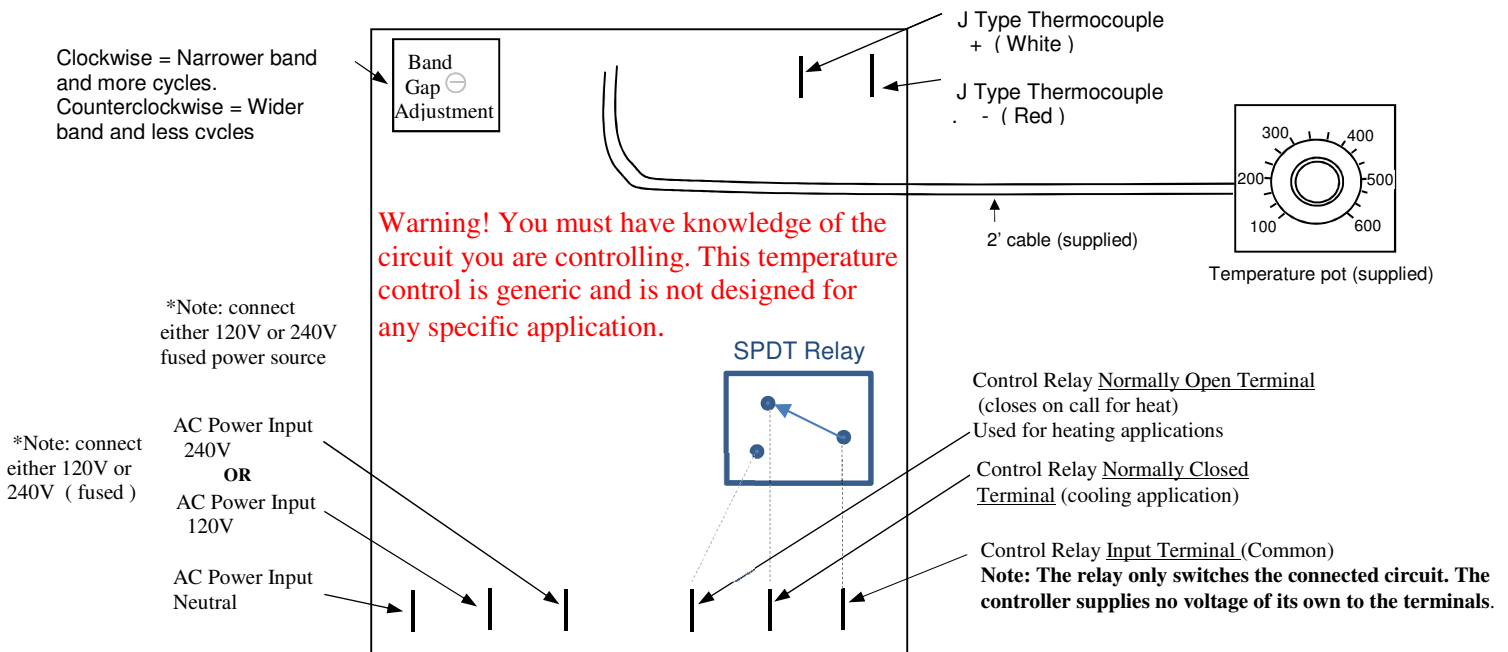 Clockwise = Narrower band
and more cycles.
Counterclockwise = Wider
band and less cycles
Band
Gap
Adjustment
J Type Thermocouple
+ ( White )
J Type Thermocouple
. - ( Red )
300
400
200
500
100
600
2' cable (supplied)
Temperature pot (supplied)
Warning! You must have knowledge of the
circuit you are controlling. This temperature
control is generic and is not designed for
any specific application.
*Note: connect
either 120V or 240V
fused power source
SPDT Relay
*Note: connect
either 120V or
240V ( fused )
AC Power Input
240V
OR
AC Power Input
120V
AC Power Input
Neutral
Control Relay Normally Open Terminal
(closes on call for heat)
Used for heating applications
Control Relay Normally Closed
Terminal (cooling application)
Control Relay Input Terminal (Common)
Note: The relay only switches the connected circuit. The
controller supplies no voltage of its own to the terminals.